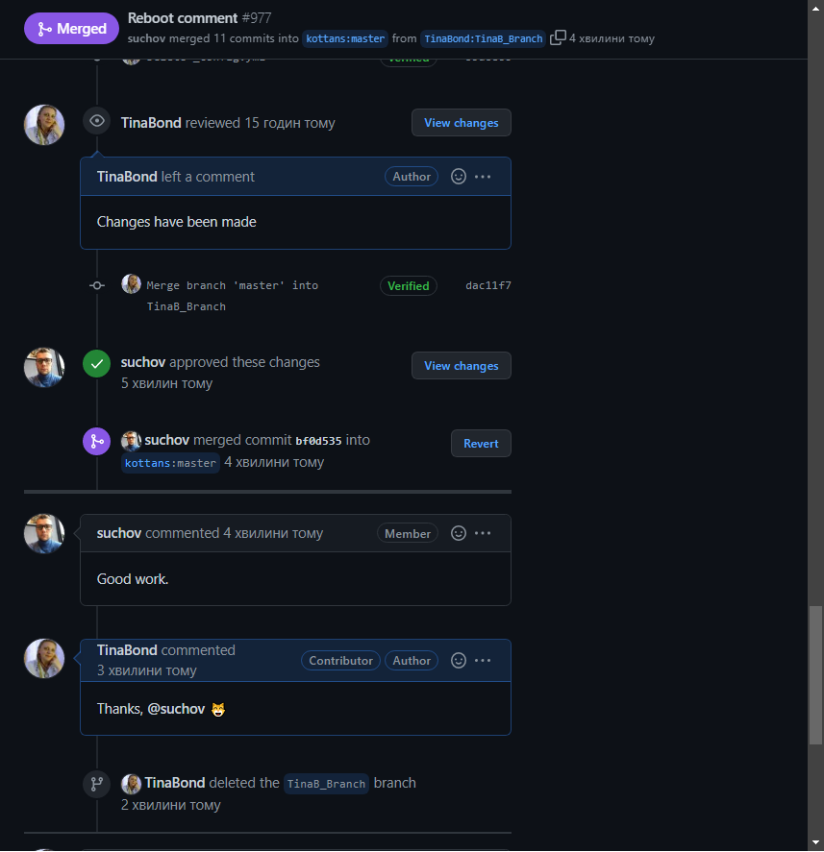 Merged
Reboot comment #977
suchov merged 11 commits into kottans:master from TinaBond:TinaB_Branch 4 хвилини тому
TinaBond reviewed 15 годин тому
View changes
TinaBond left a comment
Author
Changes have been made
Merge branch 'master' into
TinaB_Branch
Verified
dac11f7
suchov approved these changes
5 хвилин тому
View changes
suchov merged commit bf0d535 into
kottans:master 4 хвилини тому
Revert
suchov commented 4 хвилини тому
Member
Good work.
TinaBond commented
3 хвилини тому
Contributor
Author
Thanks, @suchov 😸
TinaBond deleted the TinaB_Branch branch
2 хвилини тому